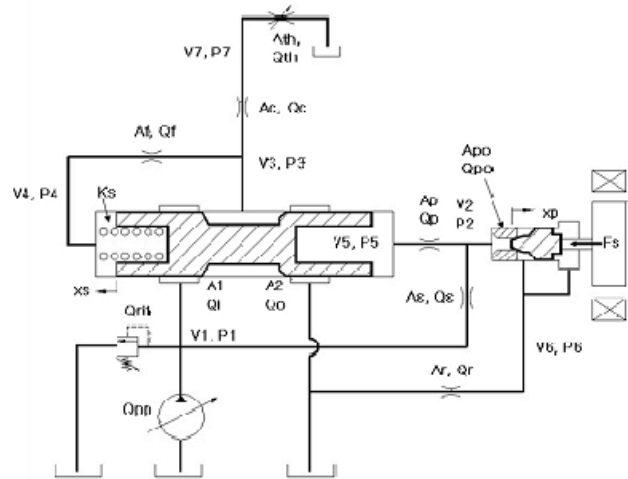 Ath,
Qth
V7, P7
Ac, Qc
Af, Qf
V3, P3
Apo
Qpo
V4, P4
Ks
Ap
Qp
V2
P2
xp
V5, P5
Fs
xs
A1
Q1
A2
Qo
As, Qs
Qrlf
V1, P1
V6, P6
Ar, Qr
Qpp